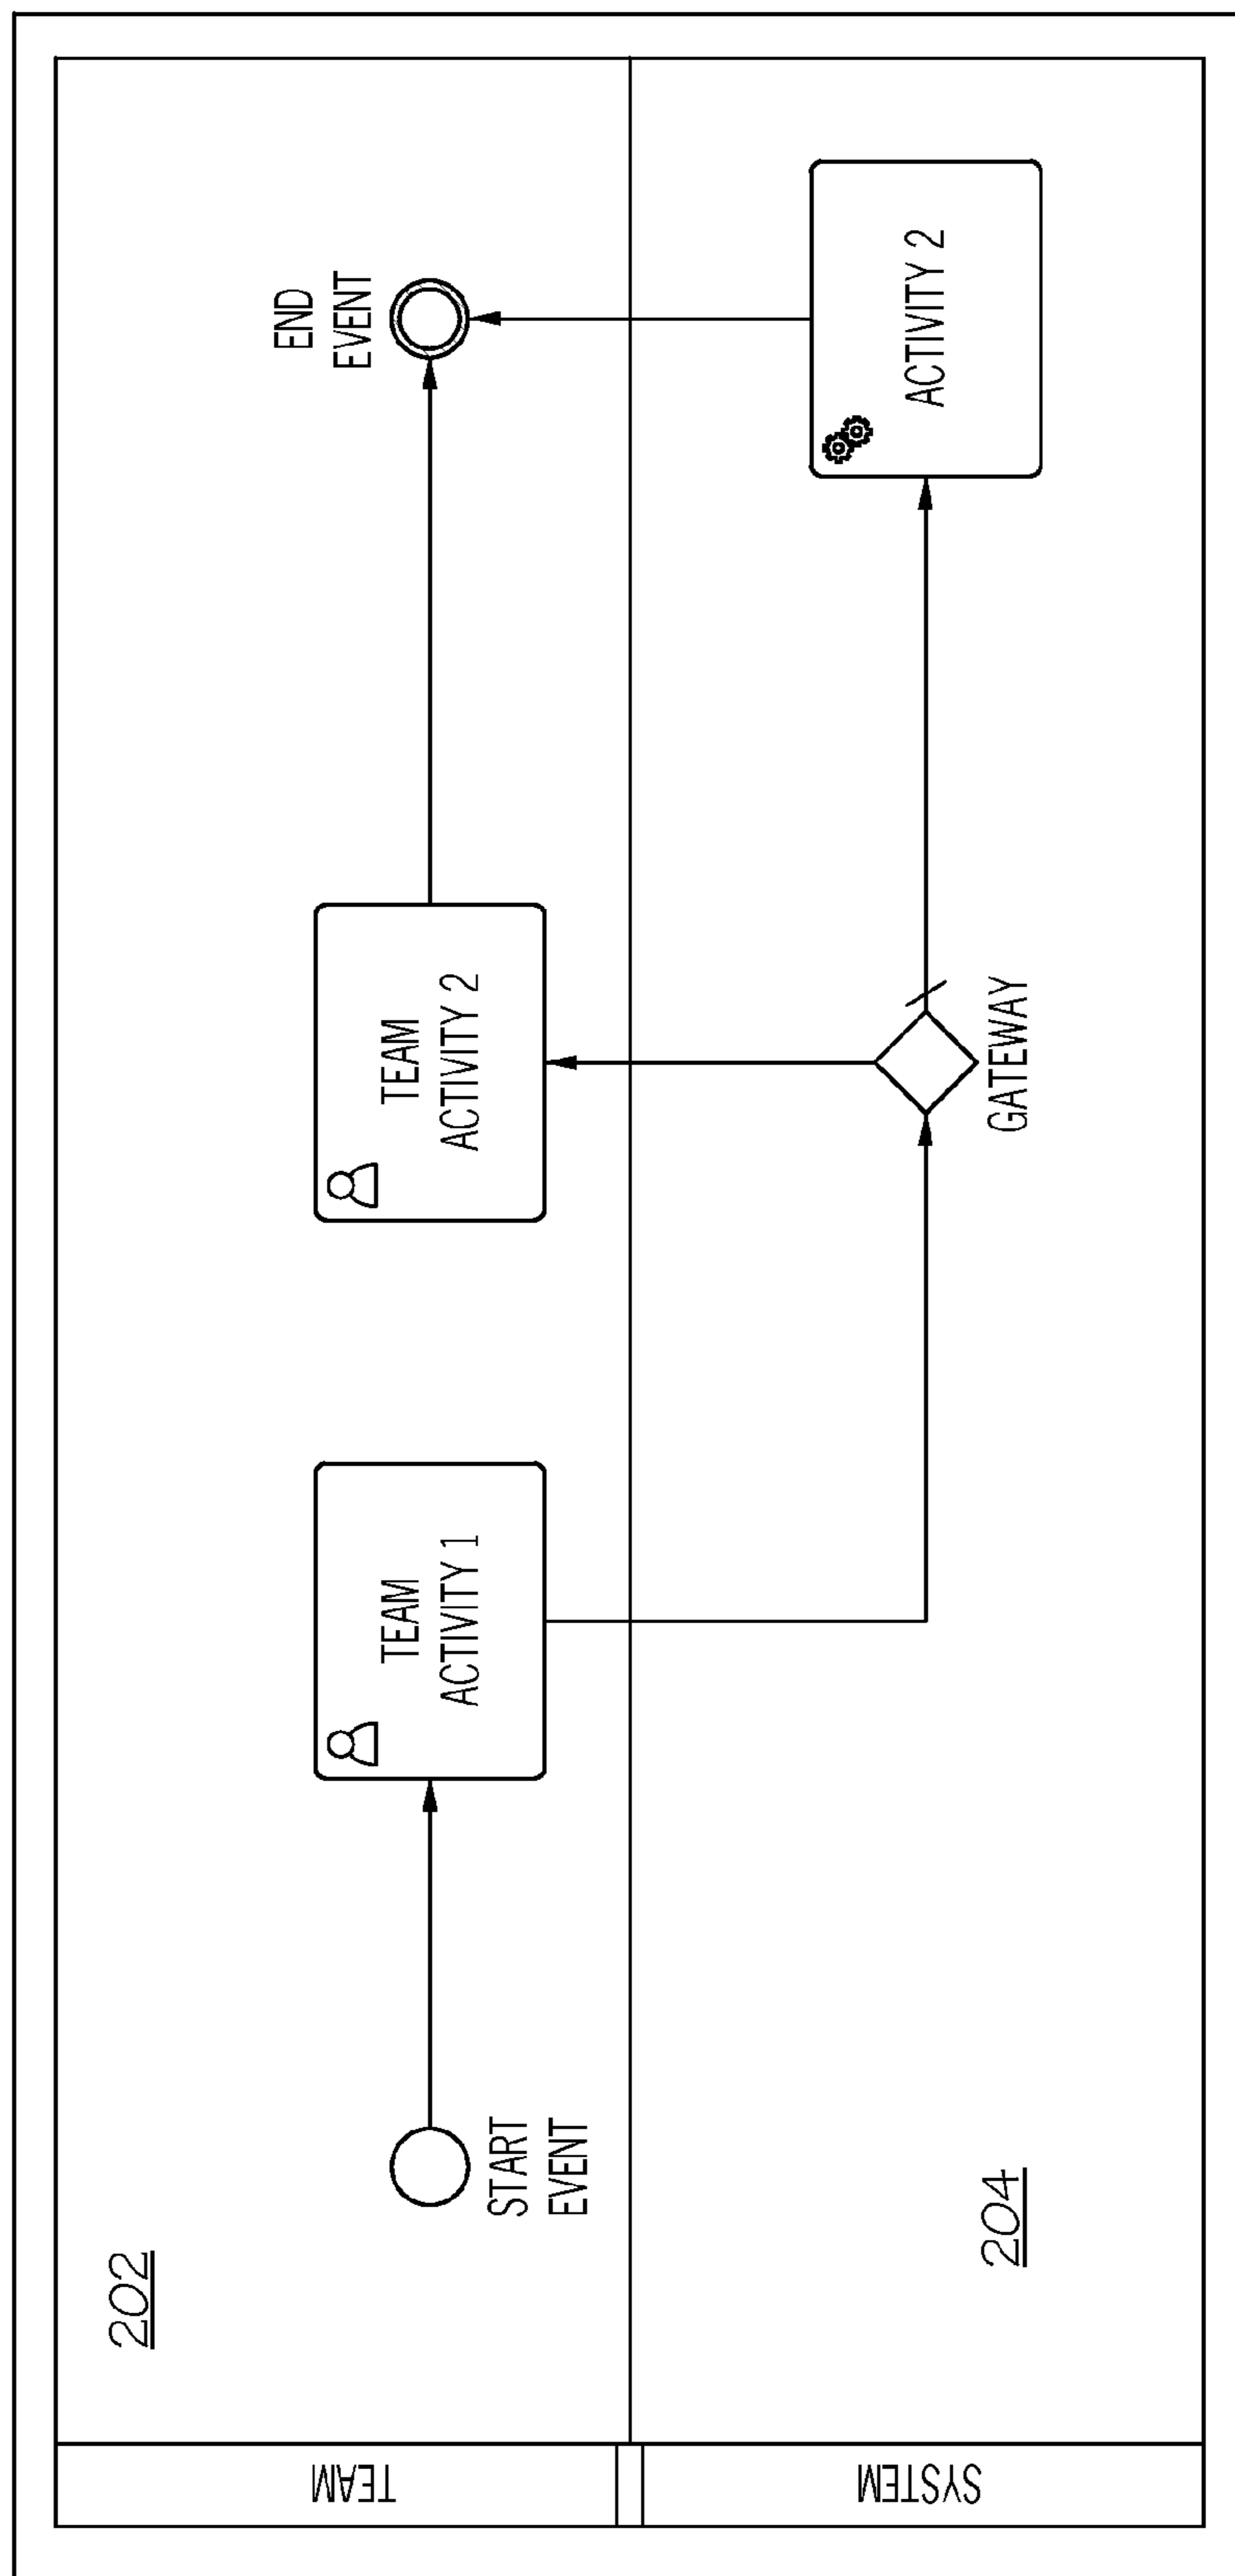 TEAM
202
START
EVENT
TEAM
ACTIVITY 1
TEAM
ACTIVITY 2
END
EVENT
SYSTEM
204
GATEWAY
ACTIVITY 2